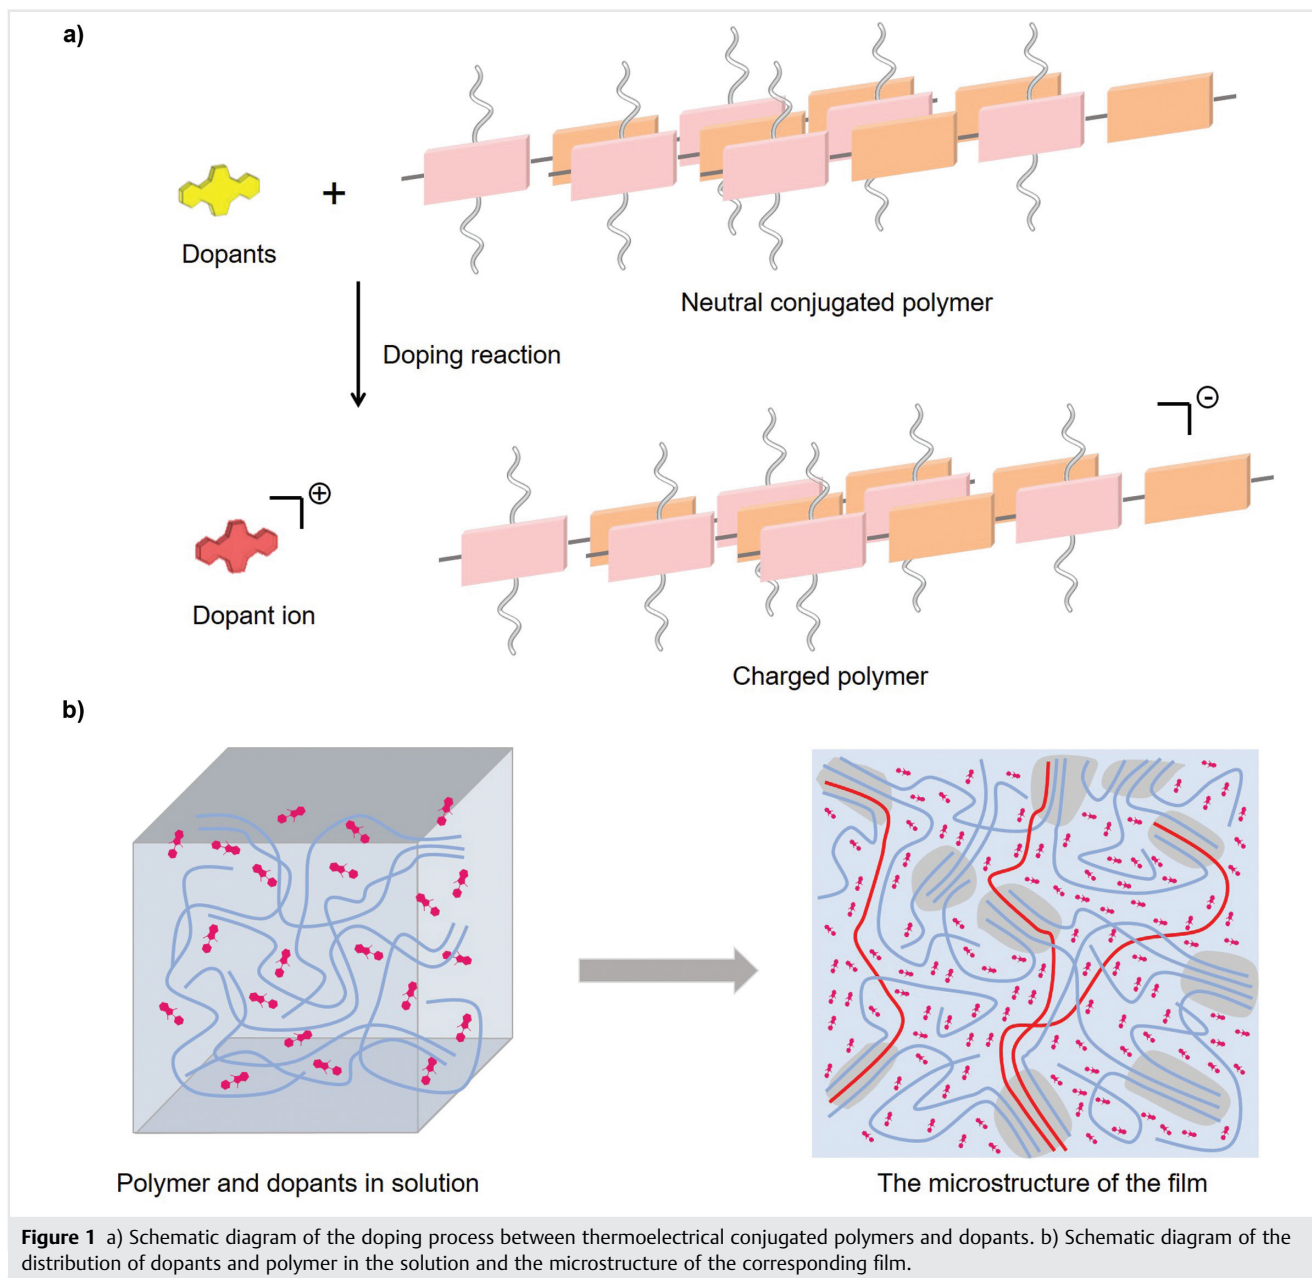 a)
+
Dopants
Neutral conjugated polymer
Doping reaction
⊖
⊕
Dopant ion
Charged polymer
b)
Polymer and dopants in solution
The microstructure of the film
Figure 1 a) Schematic diagram of the doping process between thermoelectrical conjugated polymers and dopants. b) Schematic diagram of the
distribution of dopants and polymer in the solution and the microstructure of the corresponding film.